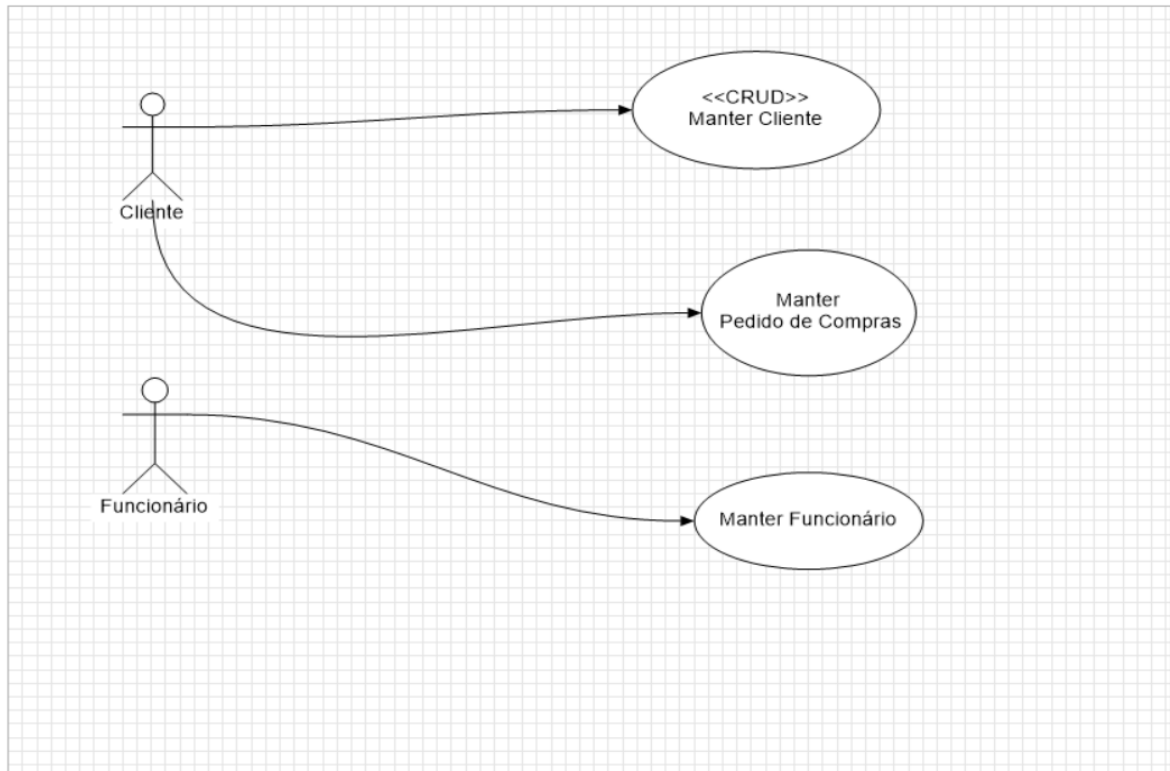 <<CRUD>>
Manter Cliente
Cliente
Manter
Pedido de Compras
Funcionário
Manter Funcionário